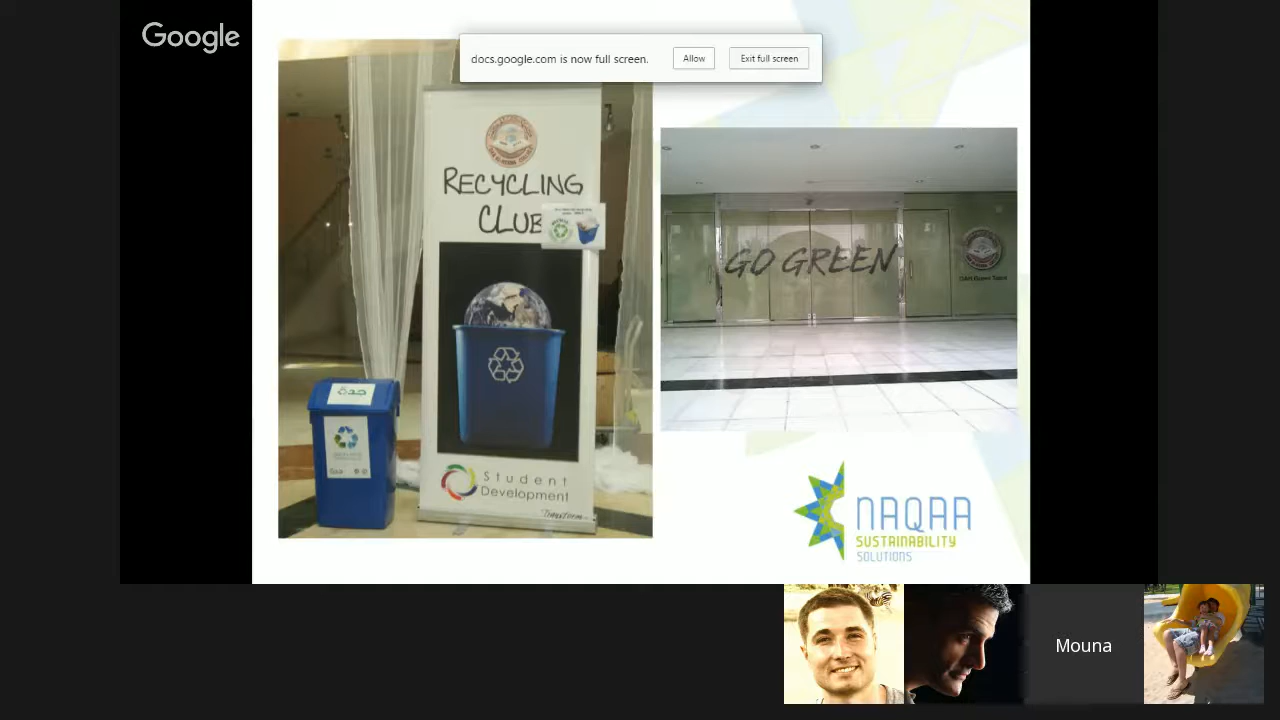 Google
docs.google.com is now full screen.
Allow
Exit full screen
RECYCLING
CLUB
Student
Development
جدة
GO GREEN
NAQAA
SUSTAINABILITY
SOLUTIONS
Mouna